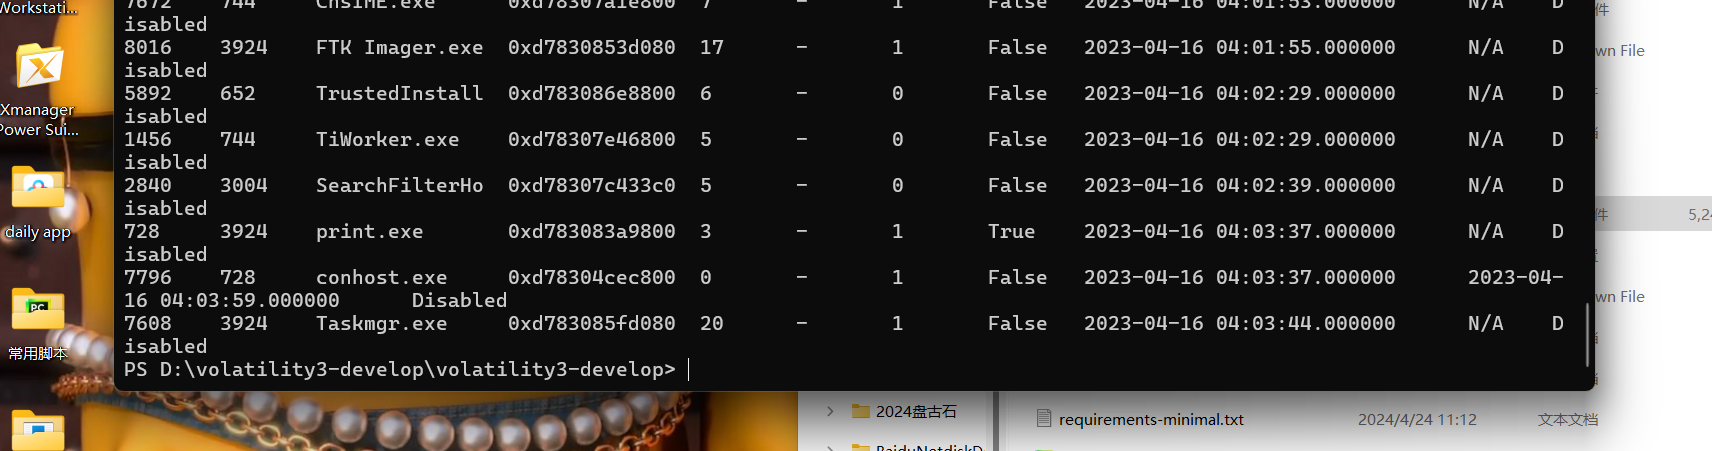 Workstati...
Xmanager
Power Sui...
daily app
常用脚本
7672 744 ChsIME.exe 0xd78307a1e800 7 - 1 False 2023-04-16 04:01:53.000000 N/A D
isabled
8016 3924 FTK Imager.exe 0xd7830853d080 17 - 1 False 2023-04-16 04:01:55.000000 N/A D
isabled
5892 652 TrustedInstall 0xd783086e8800 6 - 0 False 2023-04-16 04:02:29.000000 N/A D
isabled
1456 744 TiWorker.exe 0xd78307e46800 5 - 0 False 2023-04-16 04:02:29.000000 N/A D
isabled
2840 3004 SearchFilterHo 0xd78307c433c0 5 - 0 False 2023-04-16 04:02:39.000000 N/A D
isabled
728 3924 print.exe 0xd783083a9800 3 - 1 True 2023-04-16 04:03:37.000000 N/A D
isabled
7796 728 conhost.exe 0xd78304cec800 0 - 1 False 2023-04-16 04:03:37.000000 2023-04-
16 04:03:59.000000 Disabled
7608 3924 Taskmgr.exe 0xd783085fd080 20 - 1 False 2023-04-16 04:03:44.000000 N/A D
isabled
PS D:\volatility3-develop\volatility3-develop>
件
wn File
件 5,24
wn File
2024盘古石
BaiduNetdiskD
requirements-minimal.txt 2024/4/24 11:12 文本文档